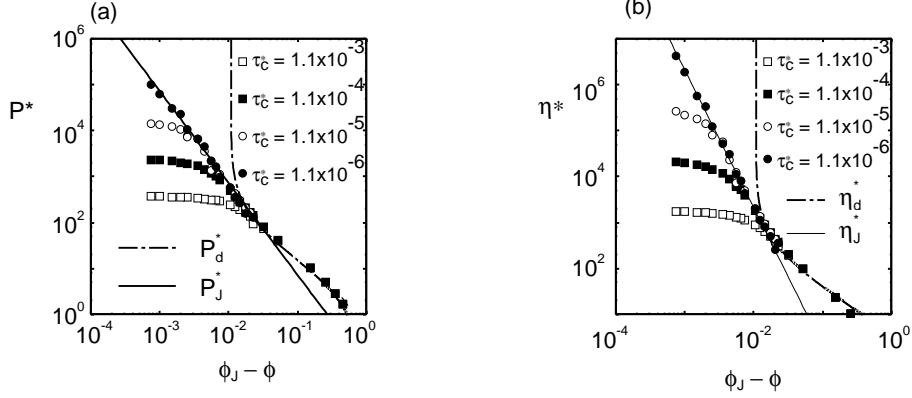 (a)
10^6
P*
10^4
10^2
10^0
10^-4
10^-3
10^-2
10^-1
10^0
ϕ_J − ϕ
τ_c^* = 1.1x10^-3
τ_c^* = 1.1x10^-4
τ_c^* = 1.1x10^-5
τ_c^* = 1.1x10^-6
P_d^*
P_J^*
(b)
10^6
η*
10^4
10^2
10^-4
10^-2
10^0
ϕ_J − ϕ
τ_c^* = 1.1x10^-3
τ_c^* = 1.1x10^-4
τ_c^* = 1.1x10^-5
τ_c^* = 1.1x10^-6
η_d^*
η_J^*